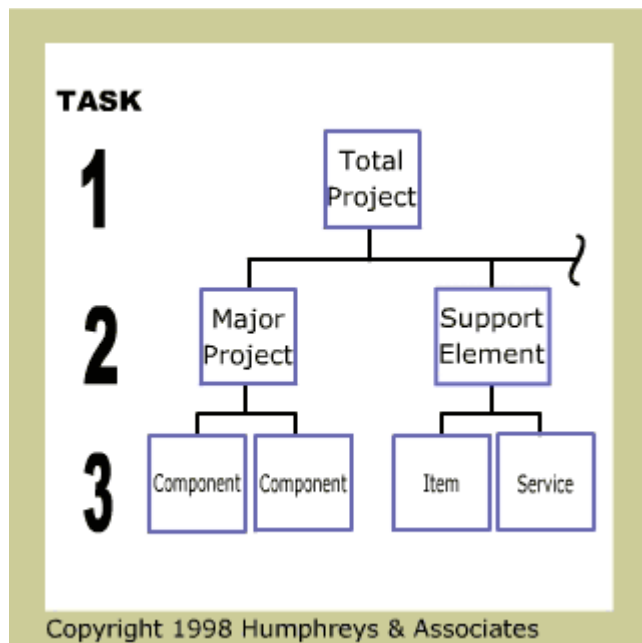 TASK
1
Total
Project
2
Major
Project
Support
Element
3
Component
Component
Item
Service
Copyright 1998 Humphreys & Associates